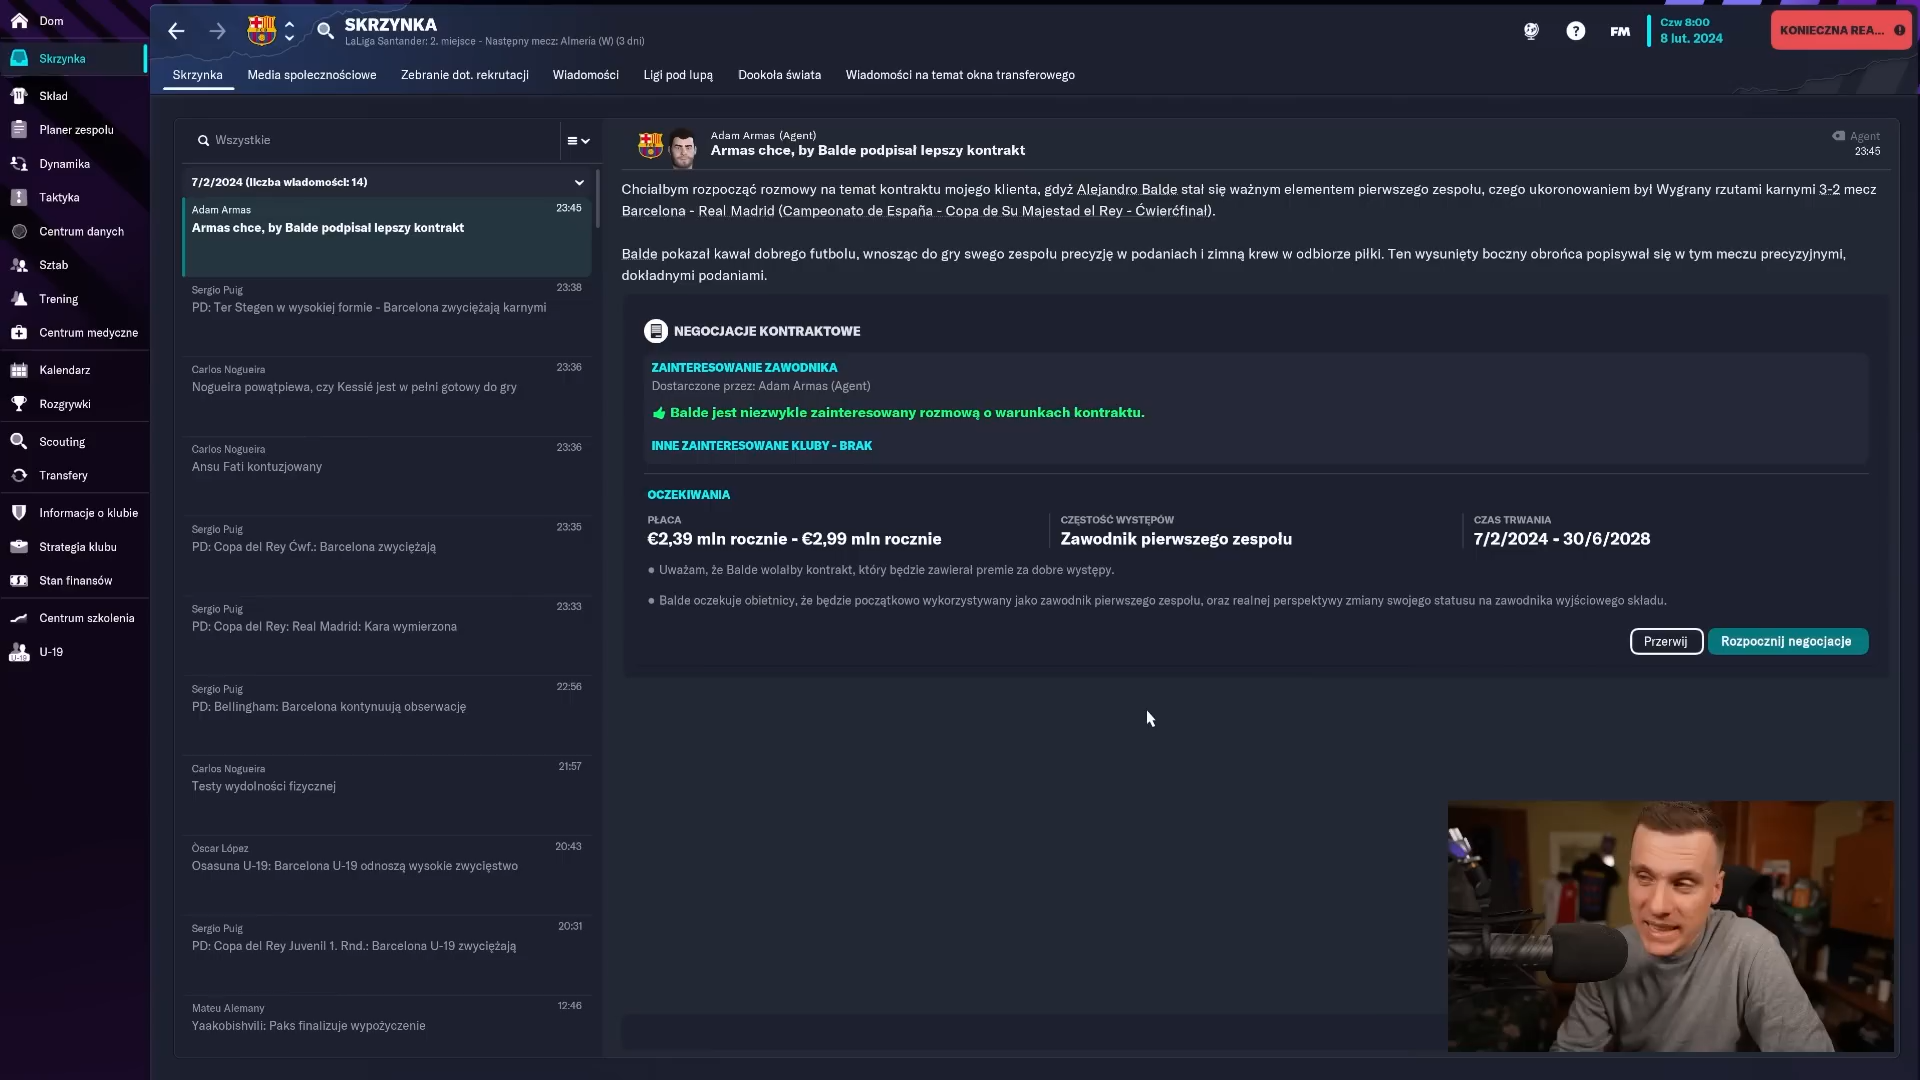 Dom
Skrzynka
Skład
Planer zespołu
Dynamika
Taktyka
Centrum danych
Sztab
Trening
Centrum medyczne
Kalendarz
Rozgrywki
Scouting
Transfery
Informacje o klubie
Strategia klubu
Stan finansów
Centrum szkolenia
U-19
SKRZYNKA
LaLiga Santander: 2. miejsce - Następny mecz: Almería (W) (3 dni)
FM
Czw 8:00
8 lut. 2024
KONIECZNA REA...
Skrzynka
Media społecznościowe
Zebranie dot. rekrutacji
Wiadomości
Ligi pod lupą
Dookoła świata
Wiadomości na temat okna transferowego
Wszystkie
7/2/2024 (liczba wiadomości: 14)
Adam Armas 23:45
Armas chce, by Balde podpisał lepszy kontrakt
Sergio Puig 23:38
PD: Ter Stegen w wysokiej formie - Barcelona zwyciężają karnymi
Carlos Nogueira 23:36
Nogueira powątpiewa, czy Kessié jest w pełni gotowy do gry
Carlos Nogueira 23:36
Ansu Fati kontuzjowany
Sergio Puig 23:35
PD: Copa del Rey Ćwf.: Barcelona zwyciężają
Sergio Puig 23:33
PD: Copa del Rey: Real Madrid: Kara wymierzona
Sergio Puig 22:56
PD: Bellingham: Barcelona kontynuują obserwację
Carlos Nogueira 21:57
Testy wydolności fizycznej
Òscar López 20:43
Osasuna U-19: Barcelona U-19 odnoszą wysokie zwycięstwo
Sergio Puig 20:31
PD: Copa del Rey Juvenil 1. Rnd.: Barcelona U-19 zwyciężają
Mateu Alemany 12:46
Yaakobishvili: Paks finalizuje wypożyczenie
Adam Armas (Agent)
Armas chce, by Balde podpisał lepszy kontrakt
Agent
23:45
Chciałbym rozpocząć rozmowy na temat kontraktu mojego klienta, gdyż Alejandro Balde stał się ważnym elementem pierwszego zespołu, czego ukoronowaniem był Wygrany rzutami karnymi 3-2 mecz
Barcelona - Real Madrid (Campeonato de España - Copa de Su Majestad el Rey - Ćwierćfinał).
Balde pokazał kawał dobrego futbolu, wnosząc do gry swego zespołu precyzję w podaniach i zimną krew w odbiorze piłki. Ten wysunięty boczny obrońca popisywał się w tym meczu precyzyjnymi,
dokładnymi podaniami.
NEGOCJACJE KONTRAKTOWE
ZAINTERESOWANIE ZAWODNIKA
Dostarczone przez: Adam Armas (Agent)
Balde jest niezwykle zainteresowany rozmową o warunkach kontraktu.
INNE ZAINTERESOWANE KLUBY - BRAK
OCZEKIWANIA
PŁACA
€2,39 mln rocznie - €2,99 mln rocznie
CZĘSTOŚĆ WYSTĘPÓW
Zawodnik pierwszego zespołu
CZAS TRWANIA
7/2/2024 - 30/6/2028
• Uważam, że Balde wolałby kontrakt, który będzie zawierał premie za dobre występy.
• Balde oczekuje obietnicy, że będzie początkowo wykorzystywany jako zawodnik pierwszego zespołu, oraz realnej perspektywy zmiany swojego statusu na zawodnika wyjściowego składu.
Przerwij
Rozpocznij negocjacje